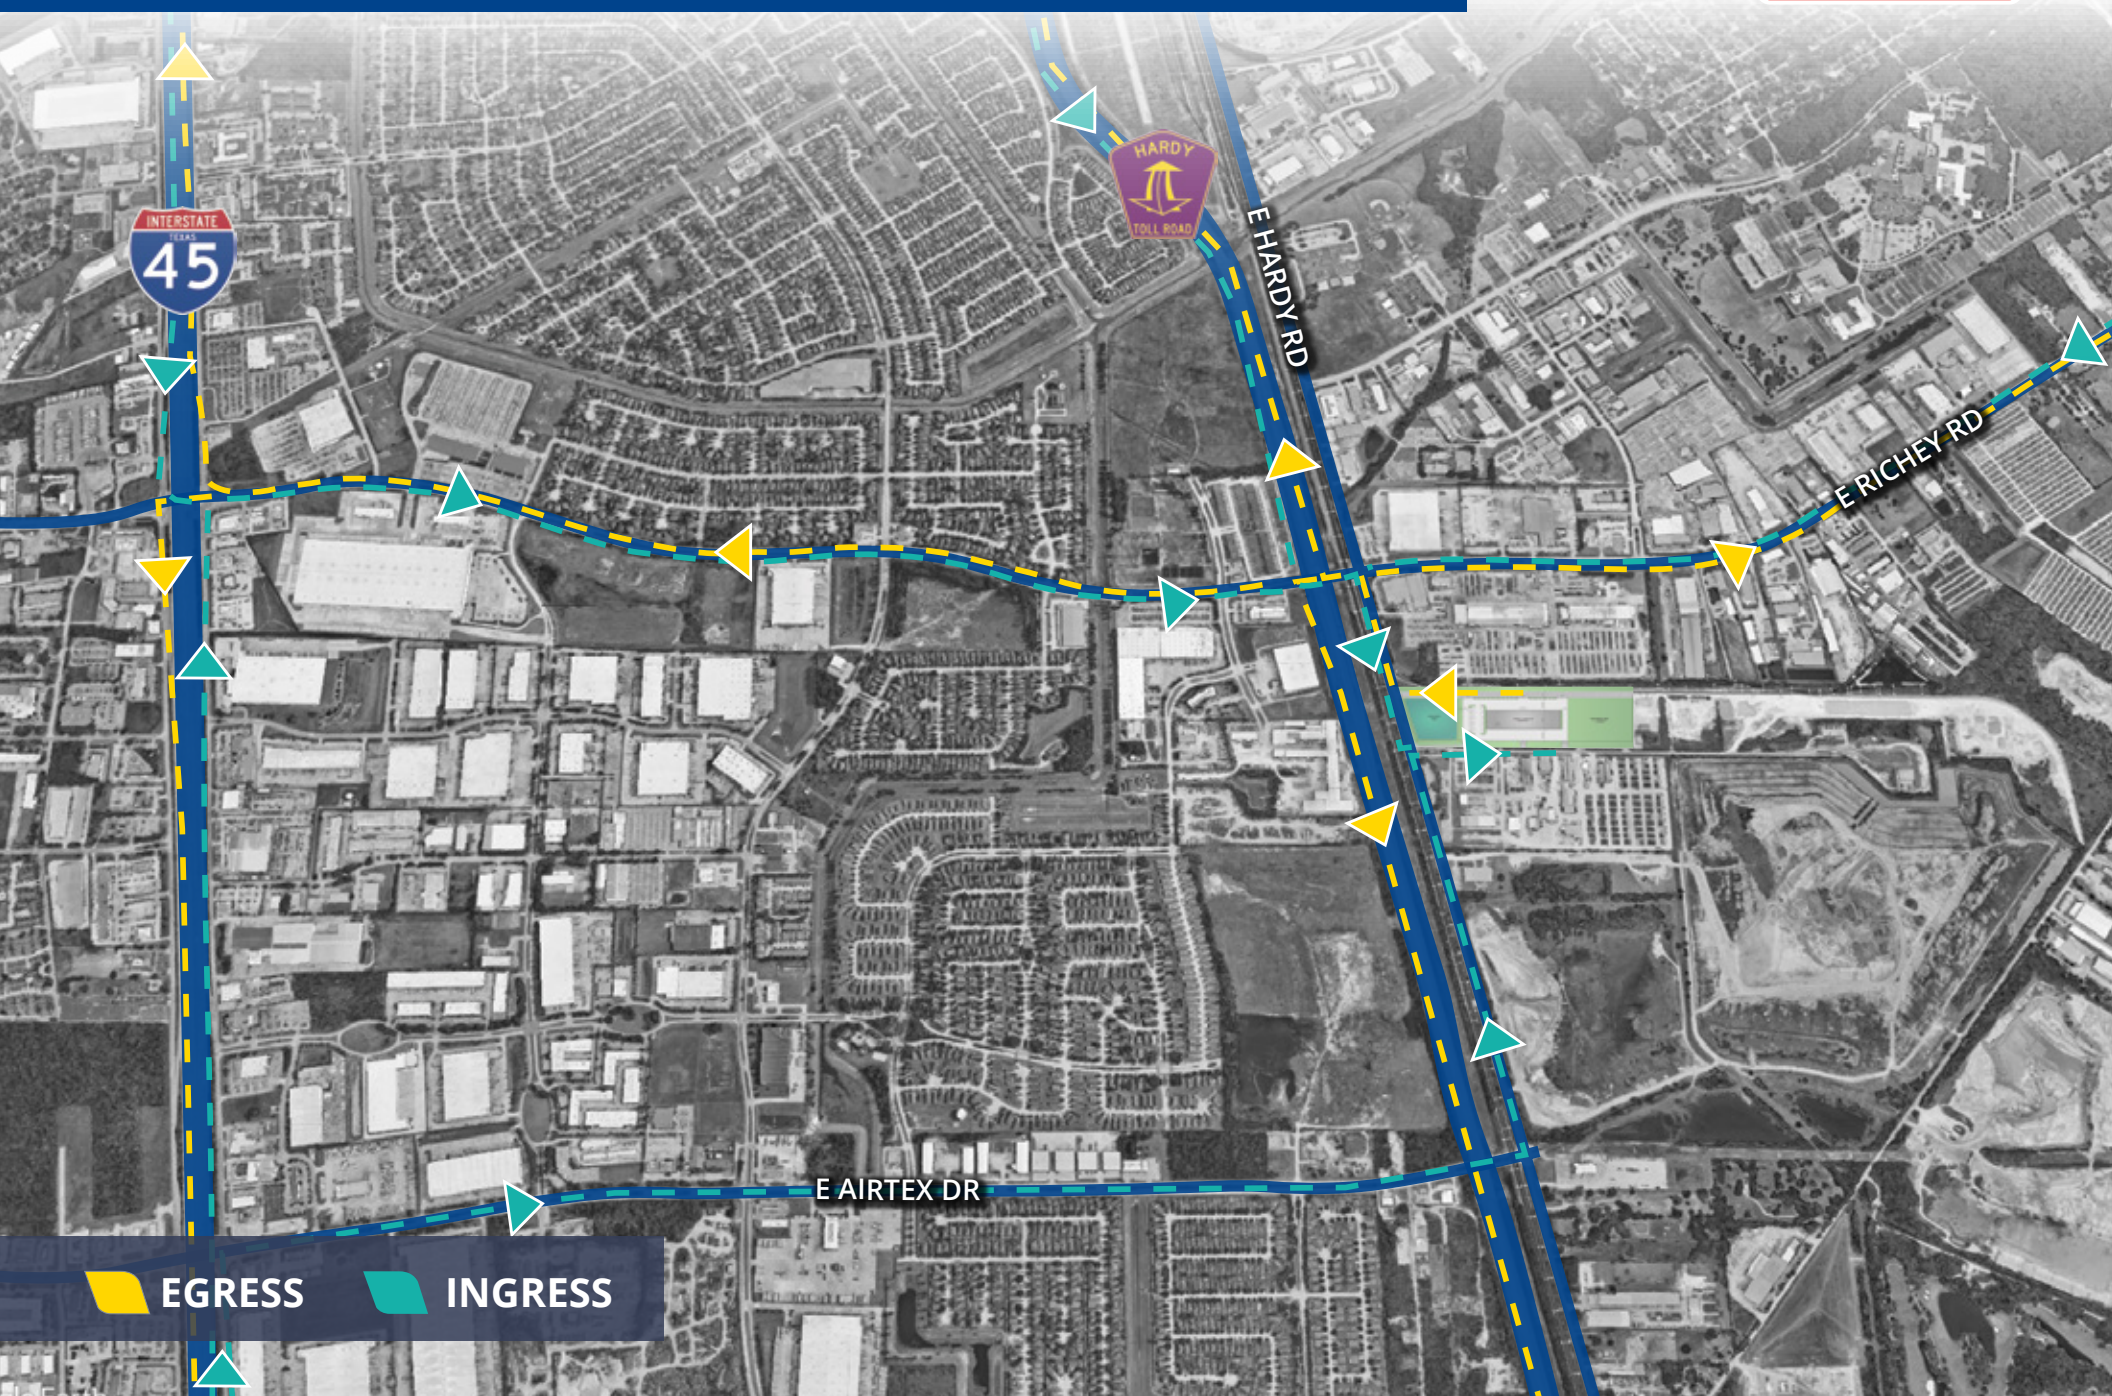 HARDY
TOLL ROAD
INTERSTATE
TEXAS
45
E HARDY RD
E RICHEY RD
E AIRTEX DR
EGRESS
INGRESS